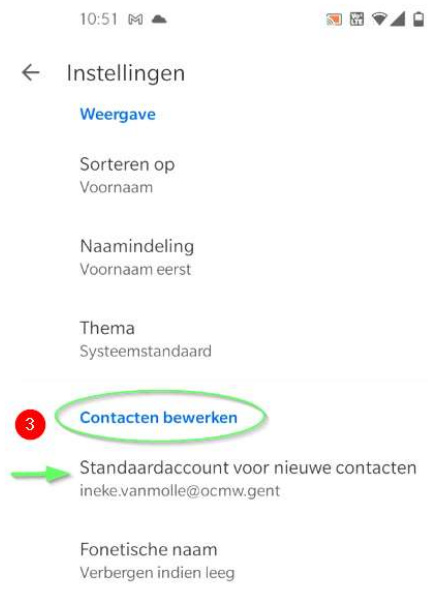 10:51
Instellingen
Weergave
Sorteren op
Voornaam
Naamindeling
Voornaam eerst
Thema
Systeemstandaard
3
Contacten bewerken
Standaardaccount voor nieuwe contacten
ineke.vanmolle@ocmw.gent
Fonetische naam
Verbergen indien leeg